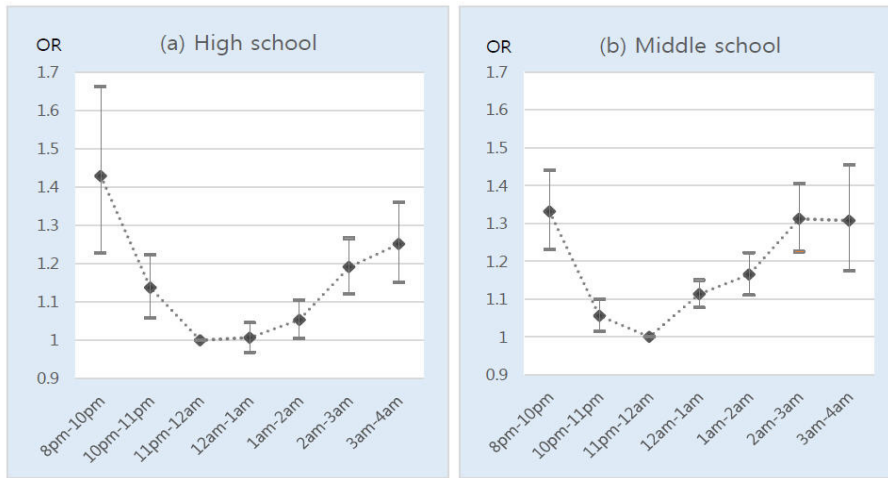 OR (a) High school
1.7
1.6
1.5
1.4
1.3
1.2
1.1
1
0.9
8pm-10pm
10pm-11pm
11pm-12am
12am-1am
1am-2am
2am-3am
3am-4am
OR (b) Middle school
1.7
1.6
1.5
1.4
1.3
1.2
1.1
1
0.9
8pm-10pm
10pm-11pm
11pm-12am
12am-1am
1am-2am
2am-3am
3am-4am